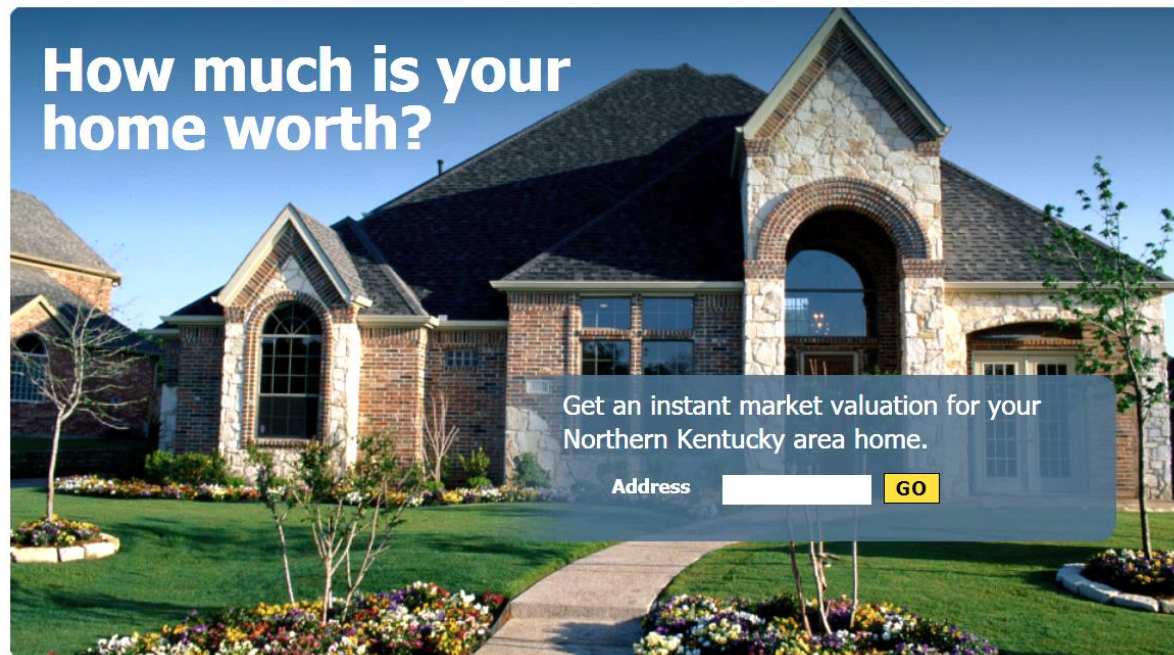 How much is your
home worth?
Get an instant market valuation for your
Northern Kentucky area home.
Address GO